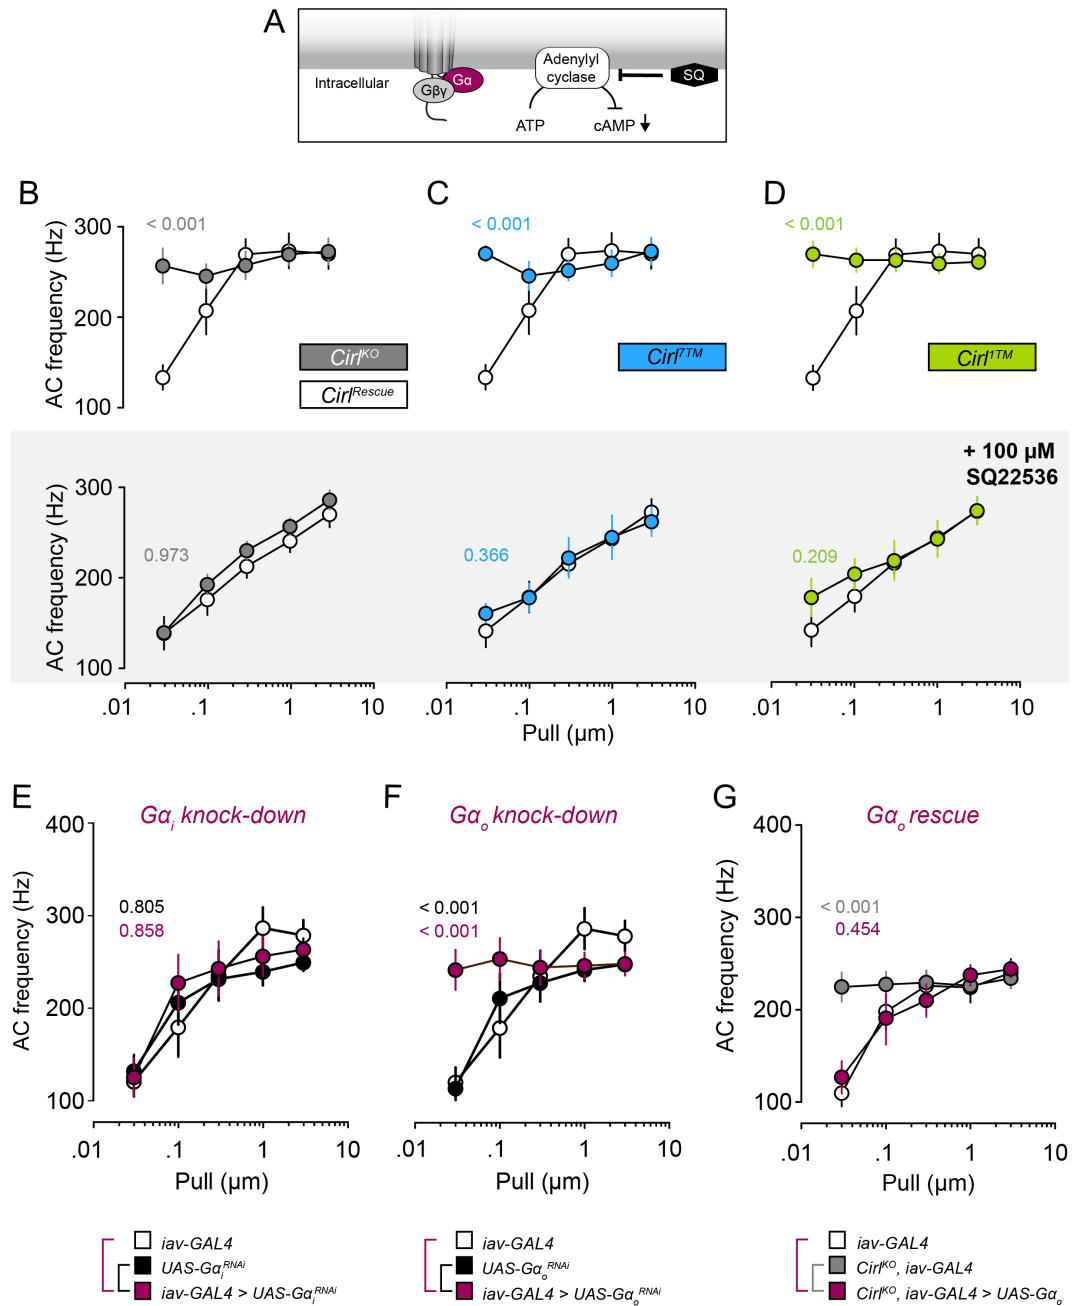 A
Intracellular
Gβγ
Gα
Adenylyl
cyclase
SQ
ATP
cAMP
B
C
D
< 0.001
< 0.001
< 0.001
AC frequency (Hz)
300
200
100
Cirl^KO
Cirl^Rescue
Cirl^7TM
Cirl^1TM
+ 100 µM
SQ22536
AC frequency (Hz)
300
200
100
0.973
0.366
0.209
.01 .1 1 10
.01 .1 1 10
.01 .1 1 10
Pull (µm)
E
Gα_i knock-down
F
Gα_o knock-down
G
Gα_o rescue
AC frequency (Hz)
400
300
200
100
0.805
0.858
< 0.001
< 0.001
AC frequency (Hz)
400
300
200
100
< 0.001
0.454
.01 .1 1 10
.01 .1 1 10
.01 .1 1 10
Pull (µm)
Pull (µm)
Pull (µm)
iav-GAL4
UAS-Gα_i^RNAi
iav-GAL4 > UAS-Gα_i^RNAi
iav-GAL4
UAS-Gα_o^RNAi
iav-GAL4 > UAS-Gα_o^RNAi
iav-GAL4
Cirl^KO, iav-GAL4
Cirl^KO, iav-GAL4 > UAS-Gα_o